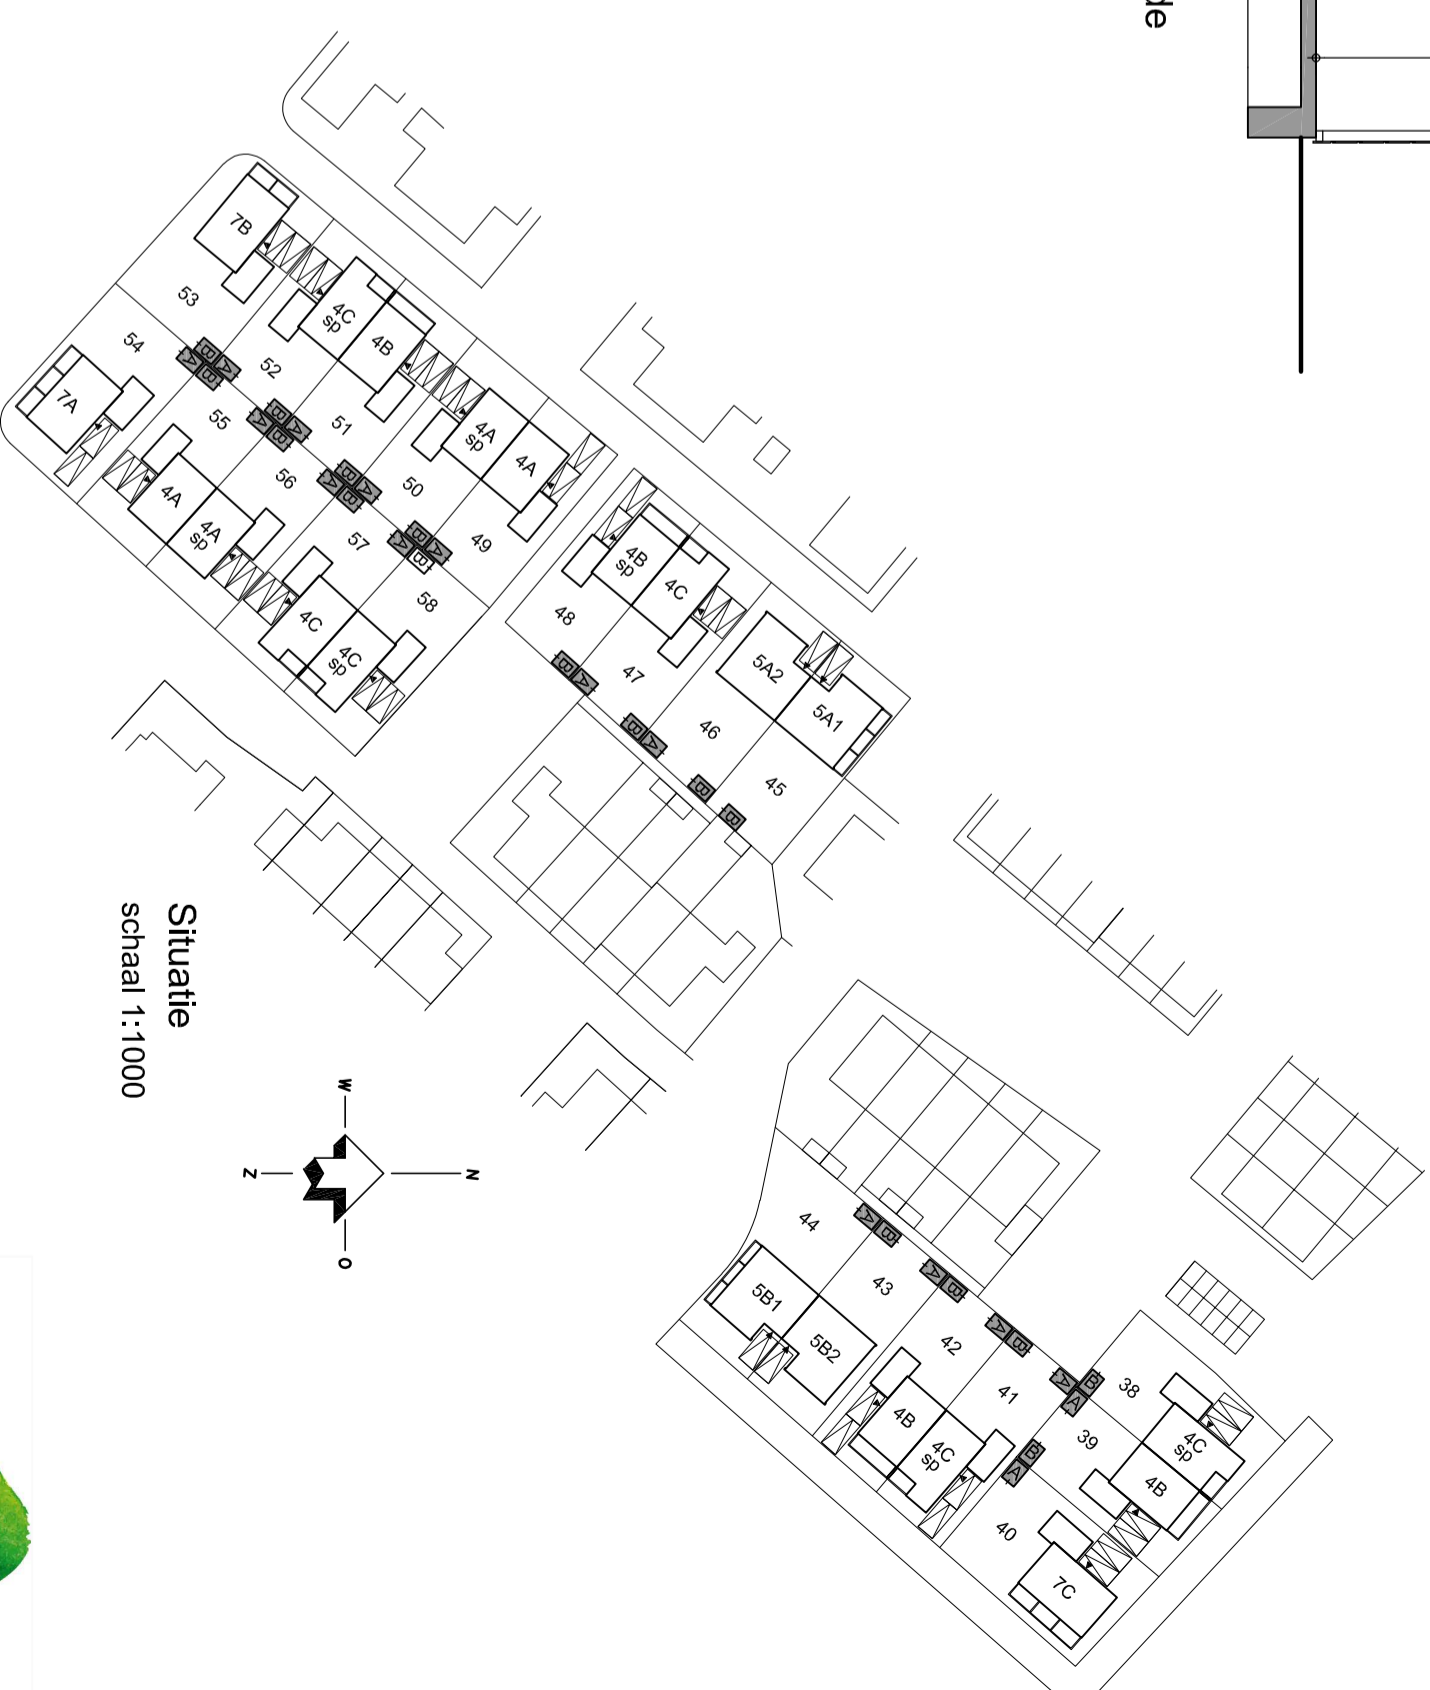 de
7B
53
54
7A
4C
sp
4B
52
51
55
56
4A
4A
sp
4A
sp
4A
50
49
57
58
4C
4C
sp
B
A
A
B
B
A
A
B
B
A
A
B
B
A
A
B
4B
sp
4C
48
47
46
45
5A2
5A1
B
A
B
A
B
B
Situatie
schaal 1:1000
W
N
Z
O
44
43
42
41
38
39
40
A
B
A
B
A
B
A
B
A
B
A
5B1
5B2
4B
4C
sp
4C
sp
4B
7C